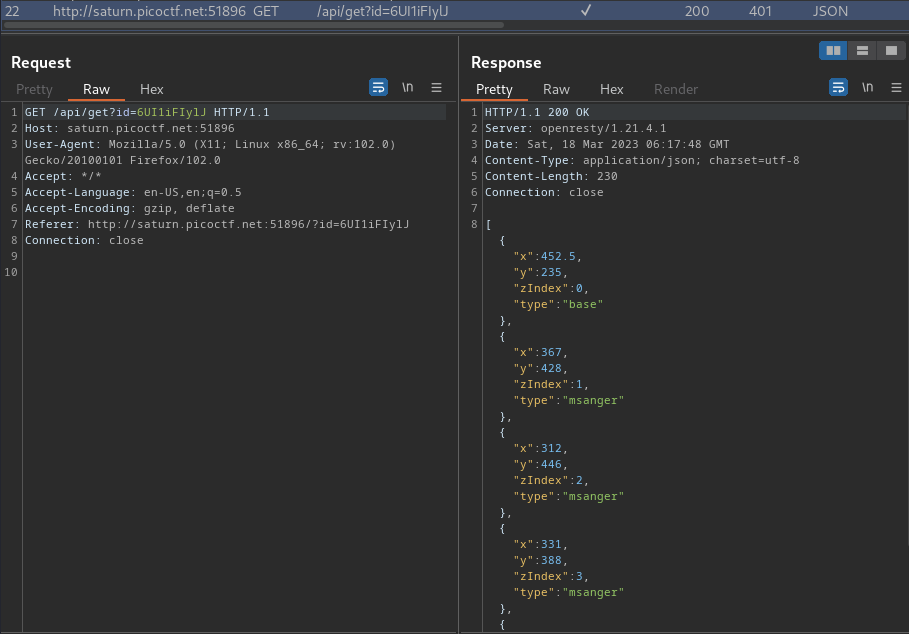 22 http://saturn.picoctf.net:51896 GET /api/get?id=6UI1iFIylJ ✓ 200 401 JSON
Request
Pretty Raw Hex \n
1 GET /api/get?id=6UI1iFIylJ HTTP/1.1
2 Host: saturn.picoctf.net:51896
3 User-Agent: Mozilla/5.0 (X11; Linux x86_64; rv:102.0)
Gecko/20100101 Firefox/102.0
4 Accept: */*
5 Accept-Language: en-US,en;q=0.5
6 Accept-Encoding: gzip, deflate
7 Referer: http://saturn.picoctf.net:51896/?id=6UI1iFIylJ
8 Connection: close
9
10
Response
Pretty Raw Hex Render \n
1 HTTP/1.1 200 OK
2 Server: openresty/1.21.4.1
3 Date: Sat, 18 Mar 2023 06:17:48 GMT
4 Content-Type: application/json; charset=utf-8
5 Content-Length: 230
6 Connection: close
7
8 [
{
"x":452.5,
"y":235,
"zIndex":0,
"type":"base"
},
{
"x":367,
"y":428,
"zIndex":1,
"type":"msanger"
},
{
"x":312,
"y":446,
"zIndex":2,
"type":"msanger"
},
{
"x":331,
"y":388,
"zIndex":3,
"type":"msanger"
},
{